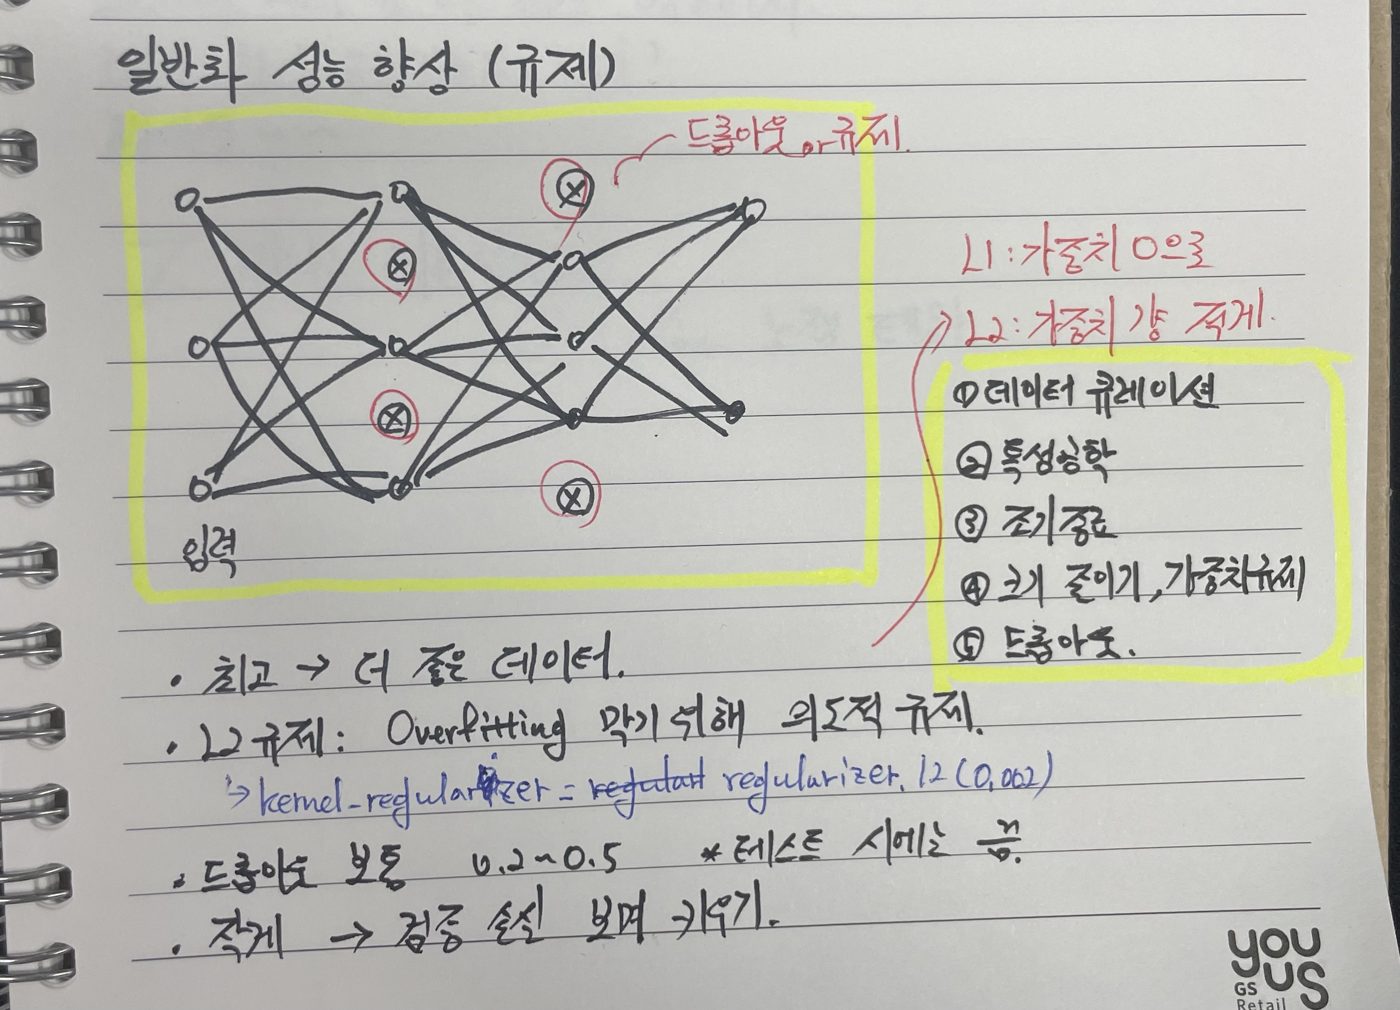 일반화 성능 향상 (규제)
드롭아웃 or 규제.
L1 : 가중치 0으로
L2 : 가중치 양 적게.
입력
① 데이터 큐레이션
② 특성공학
③ 조기종료
④ 크기 줄이기, 가중치규제
⑤ 드롭아웃.
· 최고 → 더 좋은 데이터.
· L2 규제 : Overfitting 막기 위해 의도적 규제.
↳ kernel_regularizer = regularizer. l2 (0,002)
· 드롭아웃 보통 0.2~0.5 * 테스트 시에는 끔.
· 작게 → 검증 손실 보며 키우기.
you
us
GS
Retail